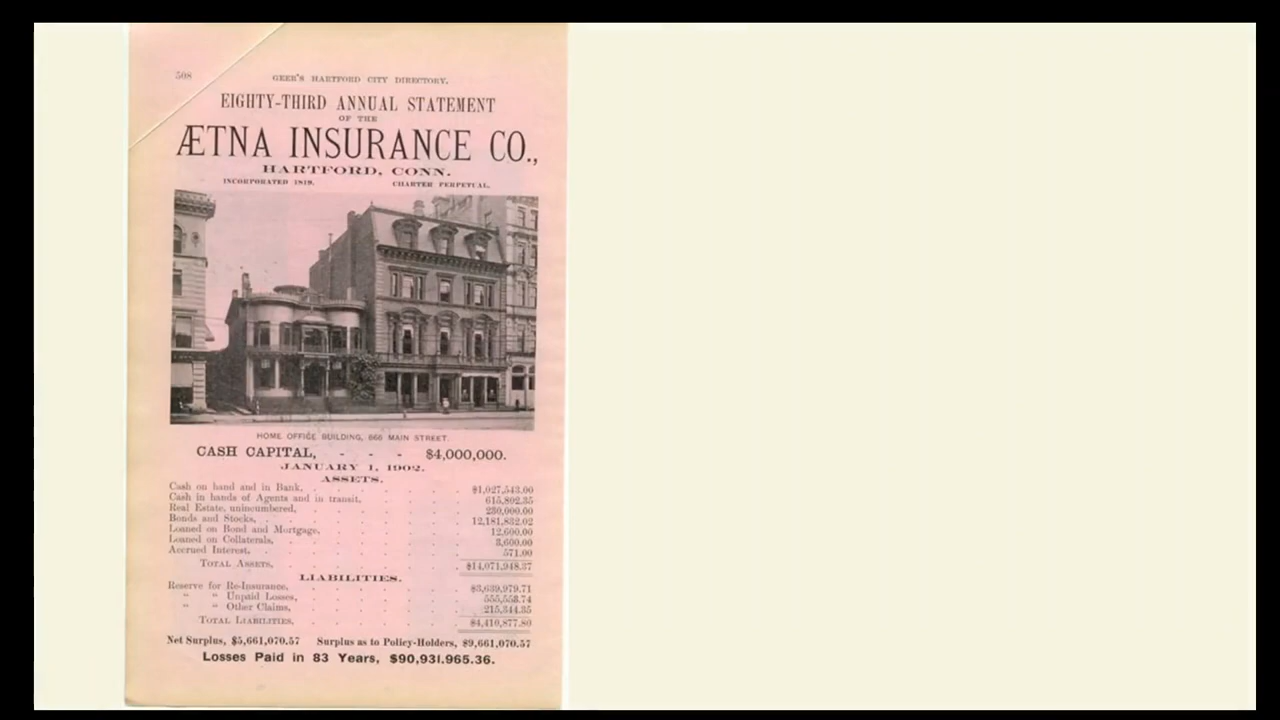 508
GEER'S HARTFORD CITY DIRECTORY.
EIGHTY-THIRD ANNUAL STATEMENT
OF THE
ÆTNA INSURANCE CO.,
HARTFORD, CONN.
INCORPORATED 1819. CHARTER PERPETUAL.
HOME OFFICE BUILDING, 666 MAIN STREET.
CASH CAPITAL, - - - $4,000,000.
JANUARY 1, 1902.
ASSETS.
Cash on hand and in Bank, $1,027,543.00
Cash in hands of Agents and in transit, 615,802.35
Real Estate, unincumbered, 230,000.00
Bonds and Stocks, 12,181,832.02
Loaned on Bond and Mortgage, 12,600.00
Loaned on Collaterals, 3,600.00
Accrued Interest, 571.00
TOTAL ASSETS, $14,071,948.37
LIABILITIES.
Reserve for Re-Insurance, $3,639,979.71
" " Unpaid Losses, 555,553.74
" " Other Claims, 215,344.35
TOTAL LIABILITIES, $4,410,877.80
Net Surplus, $5,661,070.57 Surplus as to Policy-Holders, $9,661,070.57
Losses Paid in 83 Years, $90,931.965.36.